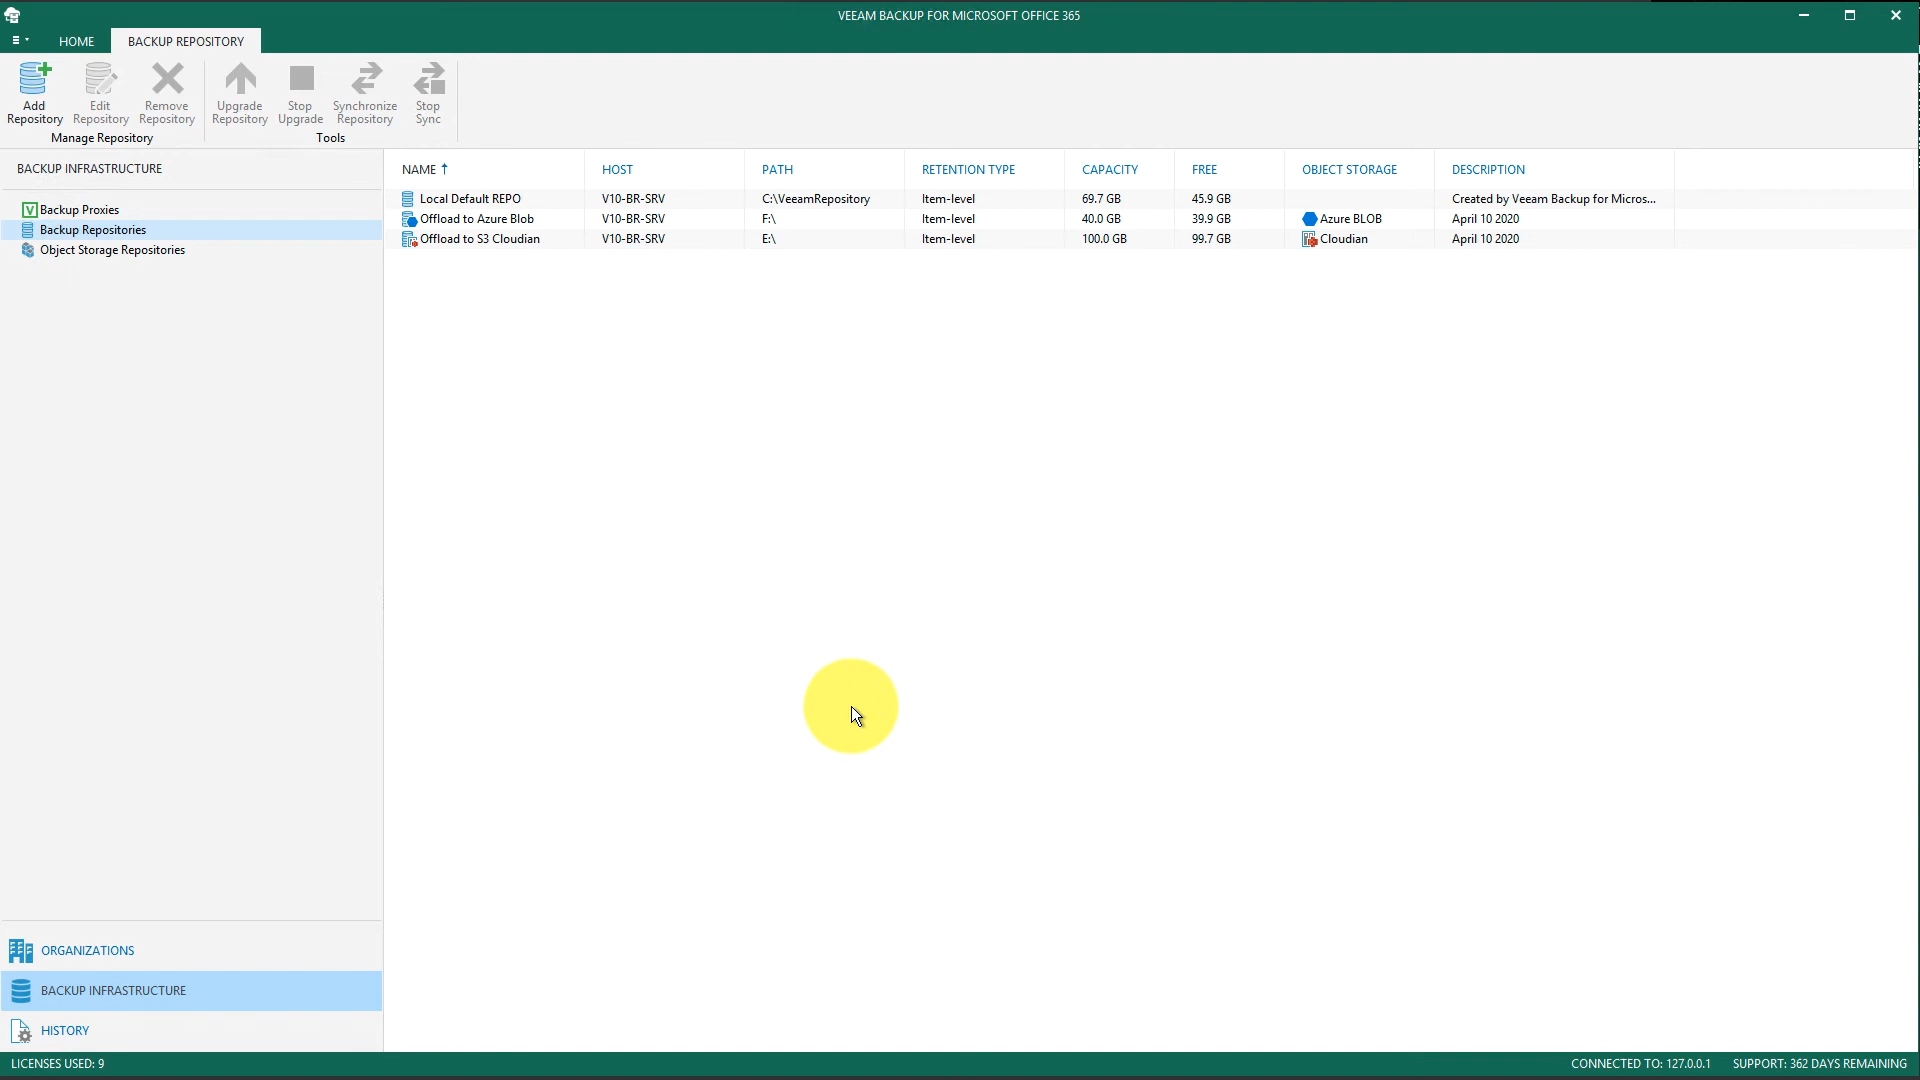 VEEAM BACKUP FOR MICROSOFT OFFICE 365
HOME
BACKUP REPOSITORY
Add Repository
Edit Repository
Remove Repository
Upgrade Repository
Stop Upgrade
Synchronize Repository
Stop Sync
Manage Repository
Tools
BACKUP INFRASTRUCTURE
Backup Proxies
Backup Repositories
Object Storage Repositories
NAME HOST PATH RETENTION TYPE CAPACITY FREE OBJECT STORAGE DESCRIPTION
Local Default REPO V10-BR-SRV C:\VeeamRepository Item-level 69.7 GB 45.9 GB Created by Veeam Backup for Micros...
Offload to Azure Blob V10-BR-SRV F:\ Item-level 40.0 GB 39.9 GB Azure BLOB April 10 2020
Offload to S3 Cloudian V10-BR-SRV E:\ Item-level 100.0 GB 99.7 GB Cloudian April 10 2020
ORGANIZATIONS
BACKUP INFRASTRUCTURE
HISTORY
LICENSES USED: 9
CONNECTED TO: 127.0.0.1
SUPPORT: 362 DAYS REMAINING